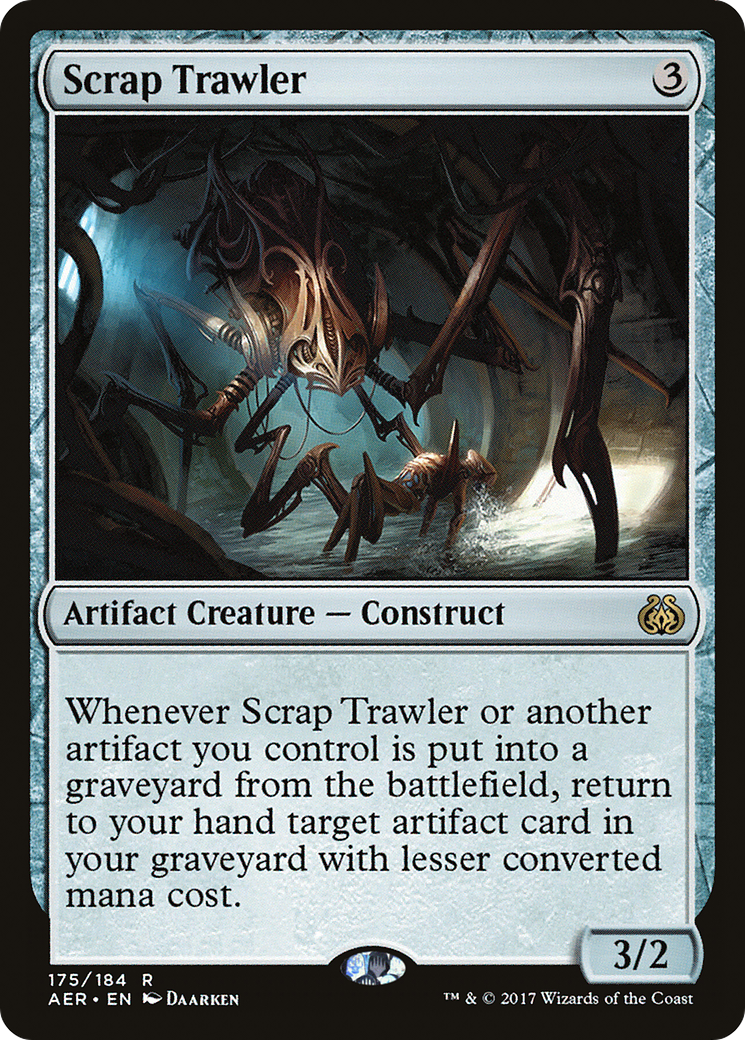 Scrap Trawler 3
Artifact Creature — Construct
Whenever Scrap Trawler or another
artifact you control is put into a
graveyard from the battlefield, return
to your hand target artifact card in
your graveyard with lesser converted
mana cost.
3/2
175/184 R
AER • EN Daarken
™ & © 2017 Wizards of the Coast